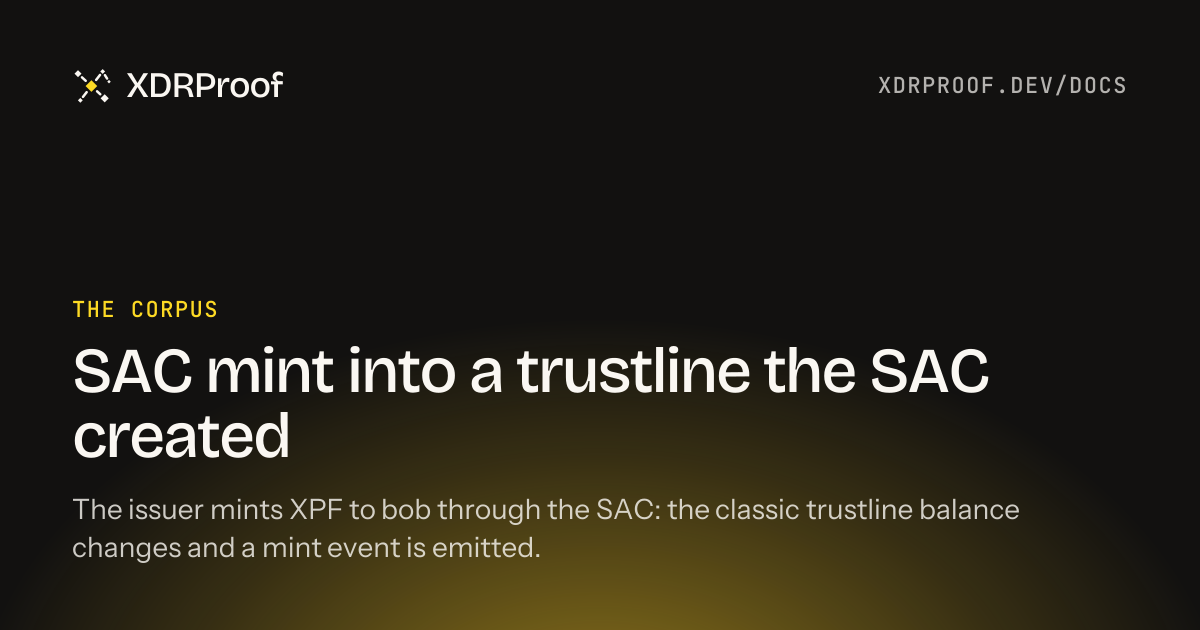 XDRProof
XDRPROOF.DEV/DOCS
THE CORPUS
SAC mint into a trustline the SAC
created
The issuer mints XPF to bob through the SAC: the classic trustline balance
changes and a mint event is emitted.